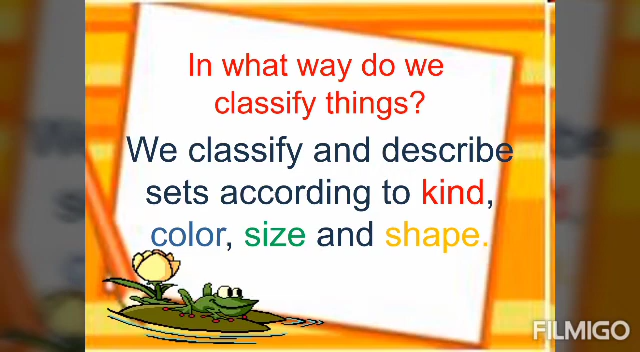 In what way do we
classify things?
We classify and describe
sets according to kind,
color, size and shape.
FILMIGO